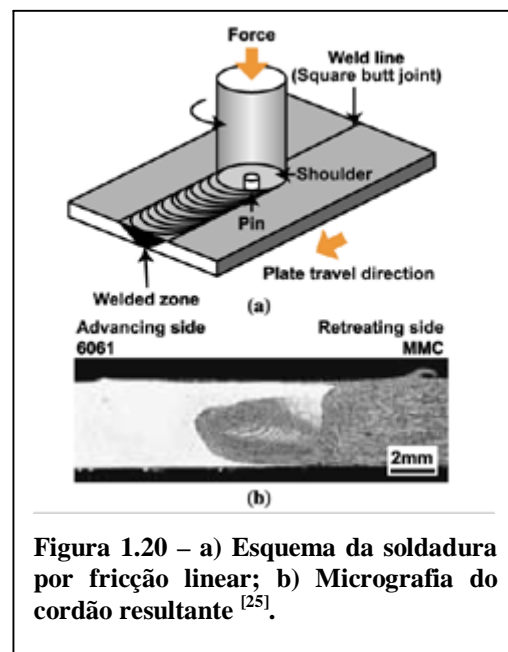 Force
Weld line
(Square butt joint)
Shoulder
Pin
Plate travel direction
Welded zone
(a)
Advancing side Retreating side
6061 MMC
2mm
(b)
Figura 1.20 – a) Esquema da soldadura
por fricção linear; b) Micrografia do
cordão resultante [25].